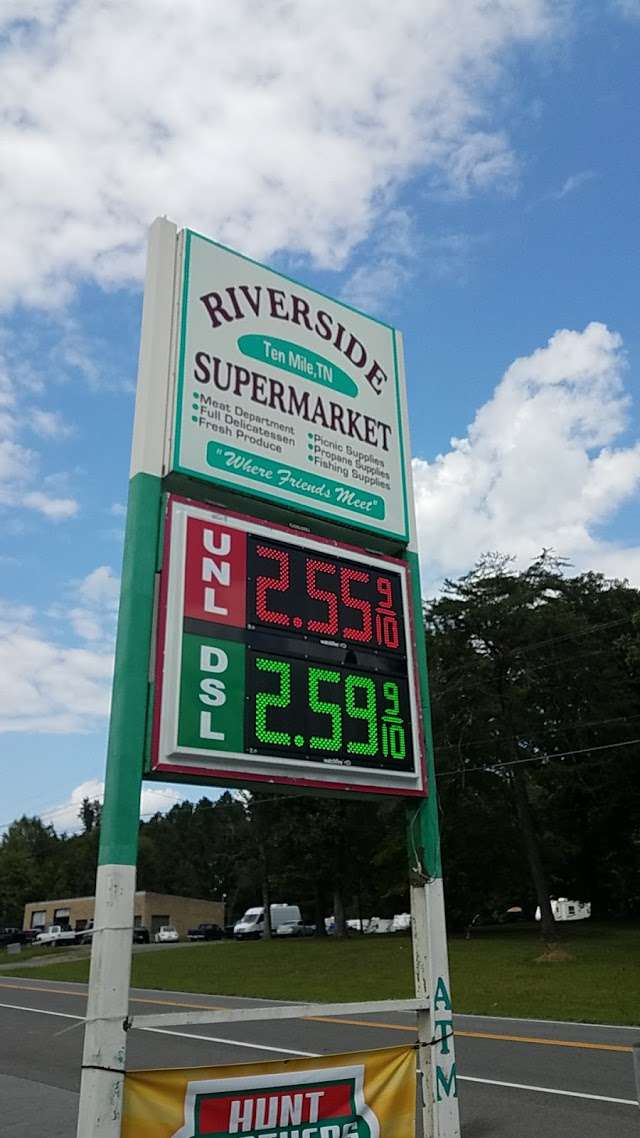 RIVERSIDE
Ten Mile,TN
SUPERMARKET
•Meat Department
•Full Delicatessen
•Fresh Produce
•Picnic Supplies
•Propane Supplies
•Fishing Supplies
"Where Friends Meet"
UNL
2.55 9/10
DSL
2.59 9/10
ATM
HUNT